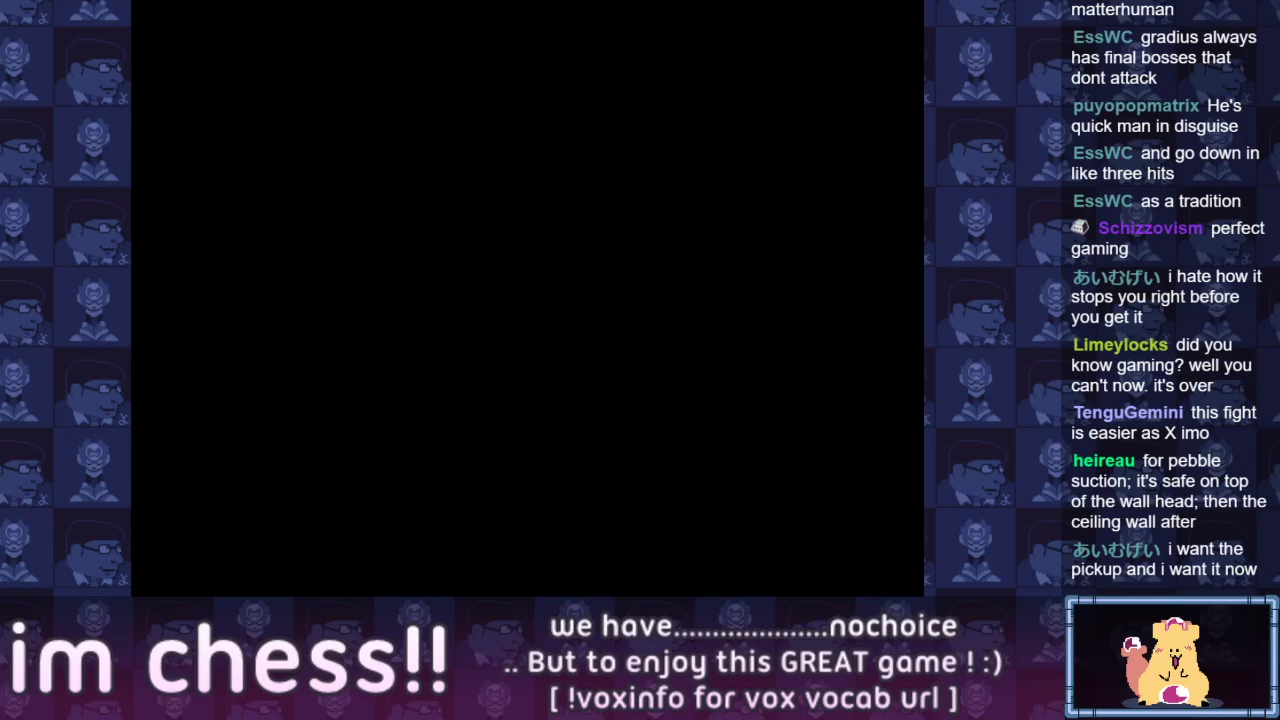 matterhuman
EssWC gradius always
has final bosses that
dont attack
puyopopmatrix He's
quick man in disguise
EssWC and go down in
like three hits
EssWC as a tradition
Schizzovism perfect
gaming
あいむげい i hate how it
stops you right before
you get it
Limeylocks did you
know gaming? well you
can't now. it's over
TenguGemini this fight
is easier as X imo
heireau for pebble
suction; it's safe on top
of the wall head; then the
ceiling wall after
あいむげい i want the
pickup and i want it now
im chess!!
we have....................nochoice
.. But to enjoy this GREAT game ! :)
[ !voxinfo for vox vocab url ]